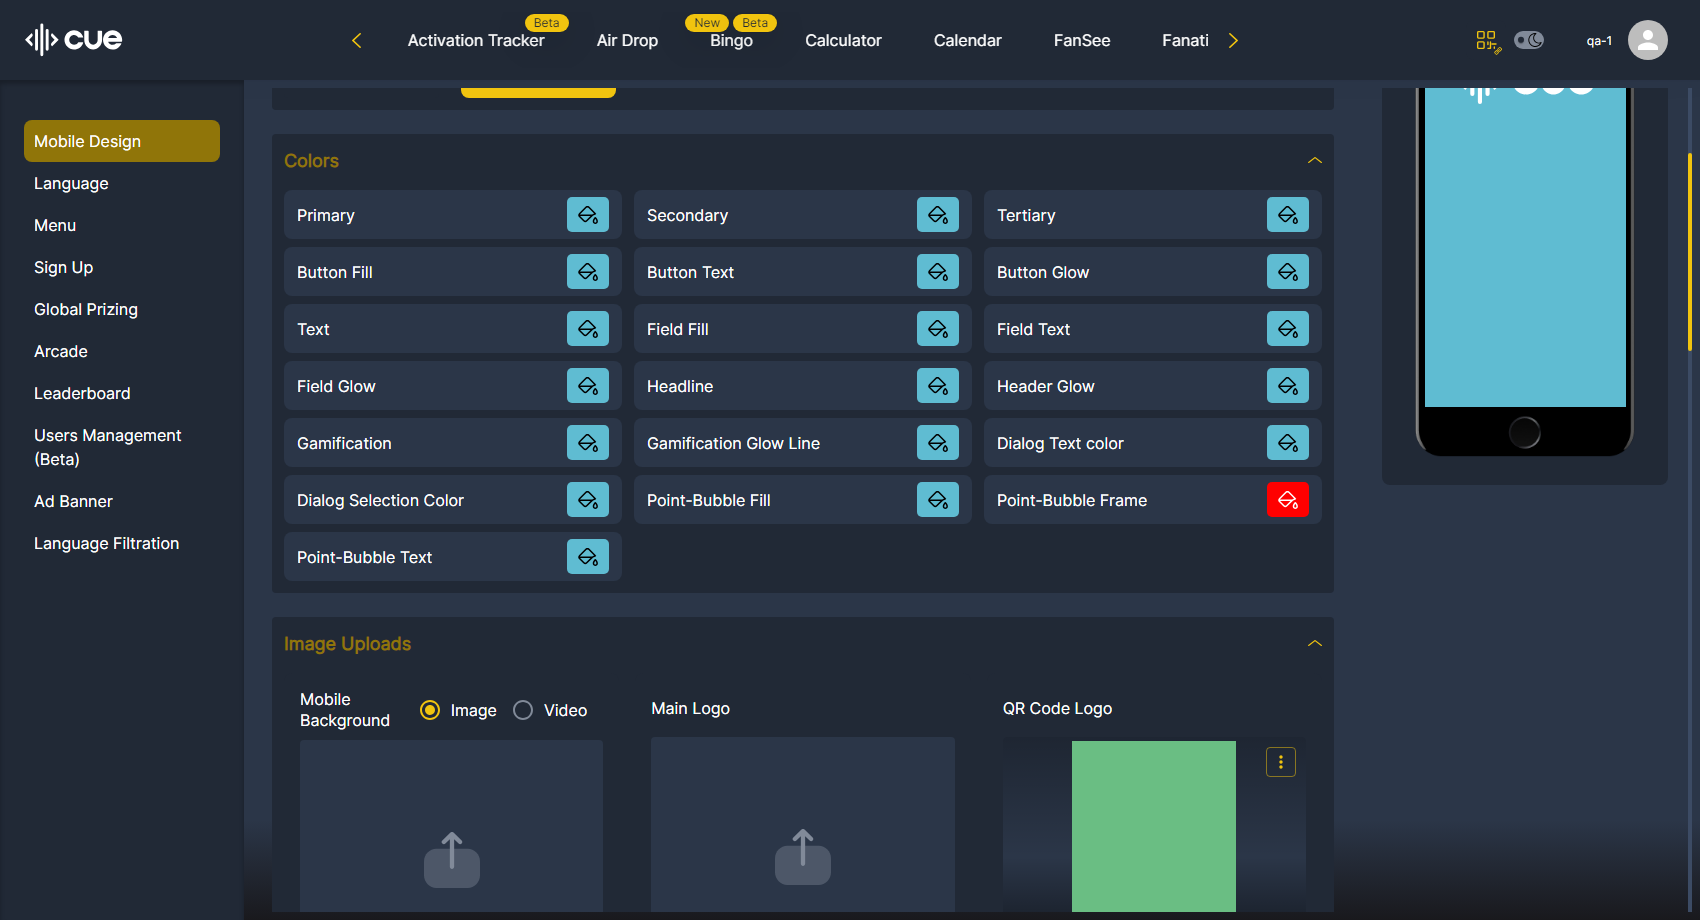 cue
Activation Tracker
Beta
Air Drop
New
Beta
Bingo
Calculator
Calendar
FanSee
Fanati
qa-1
Mobile Design
Language
Menu
Sign Up
Global Prizing
Arcade
Leaderboard
Users Management
(Beta)
Ad Banner
Language Filtration
Colors
Primary
Secondary
Tertiary
Button Fill
Button Text
Button Glow
Text
Field Fill
Field Text
Field Glow
Headline
Header Glow
Gamification
Gamification Glow Line
Dialog Text color
Dialog Selection Color
Point-Bubble Fill
Point-Bubble Frame
Point-Bubble Text
Image Uploads
Mobile
Background
Image
Video
Main Logo
QR Code Logo